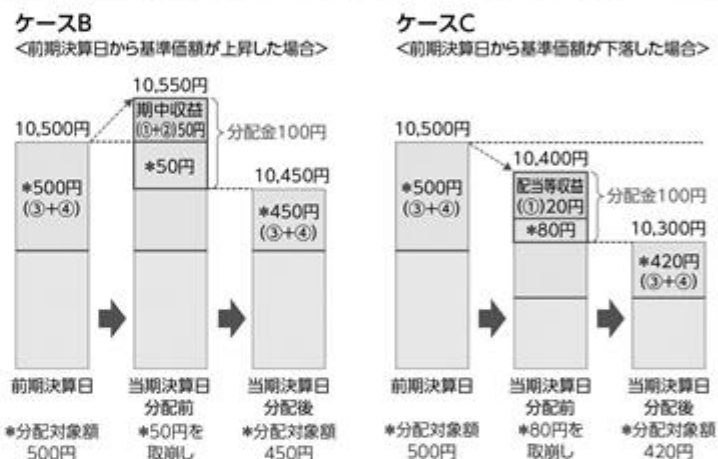 ケースB
<前期決算日から基準価額が上昇した場合>
10,550円
期中収益
(①+②)50円
分配金100円
10,500円
*50円
10,450円
*500円
(③+④)
*450円
(③+④)
前期決算日
当期決算日
分配前
当期決算日
分配後
*分配対象額
500円
*50円を
取崩し
*分配対象額
450円
ケースC
<前期決算日から基準価額が下落した場合>
10,500円
10,400円
*500円
(③+④)
配当等収益
(①)20円
分配金100円
*80円
10,300円
*420円
(③+④)
前期決算日
当期決算日
分配前
当期決算日
分配後
*分配対象額
500円
*80円を
取崩し
*分配対象額
420円